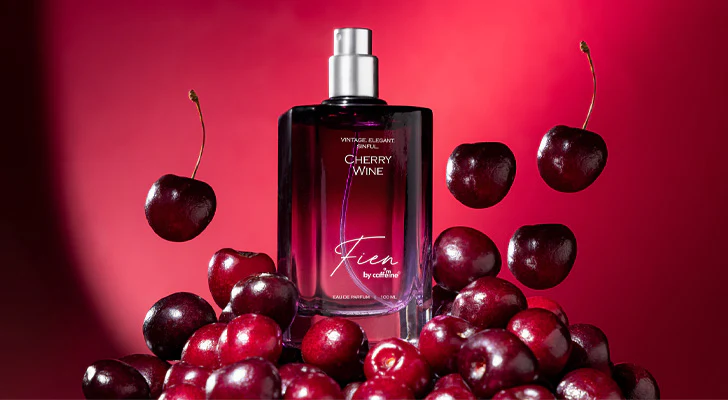 VINTAGE. ELEGANT.
SINFUL.
CHERRY
WINE
Fien
by caffeine
EAU DE PARFUM 100 ML